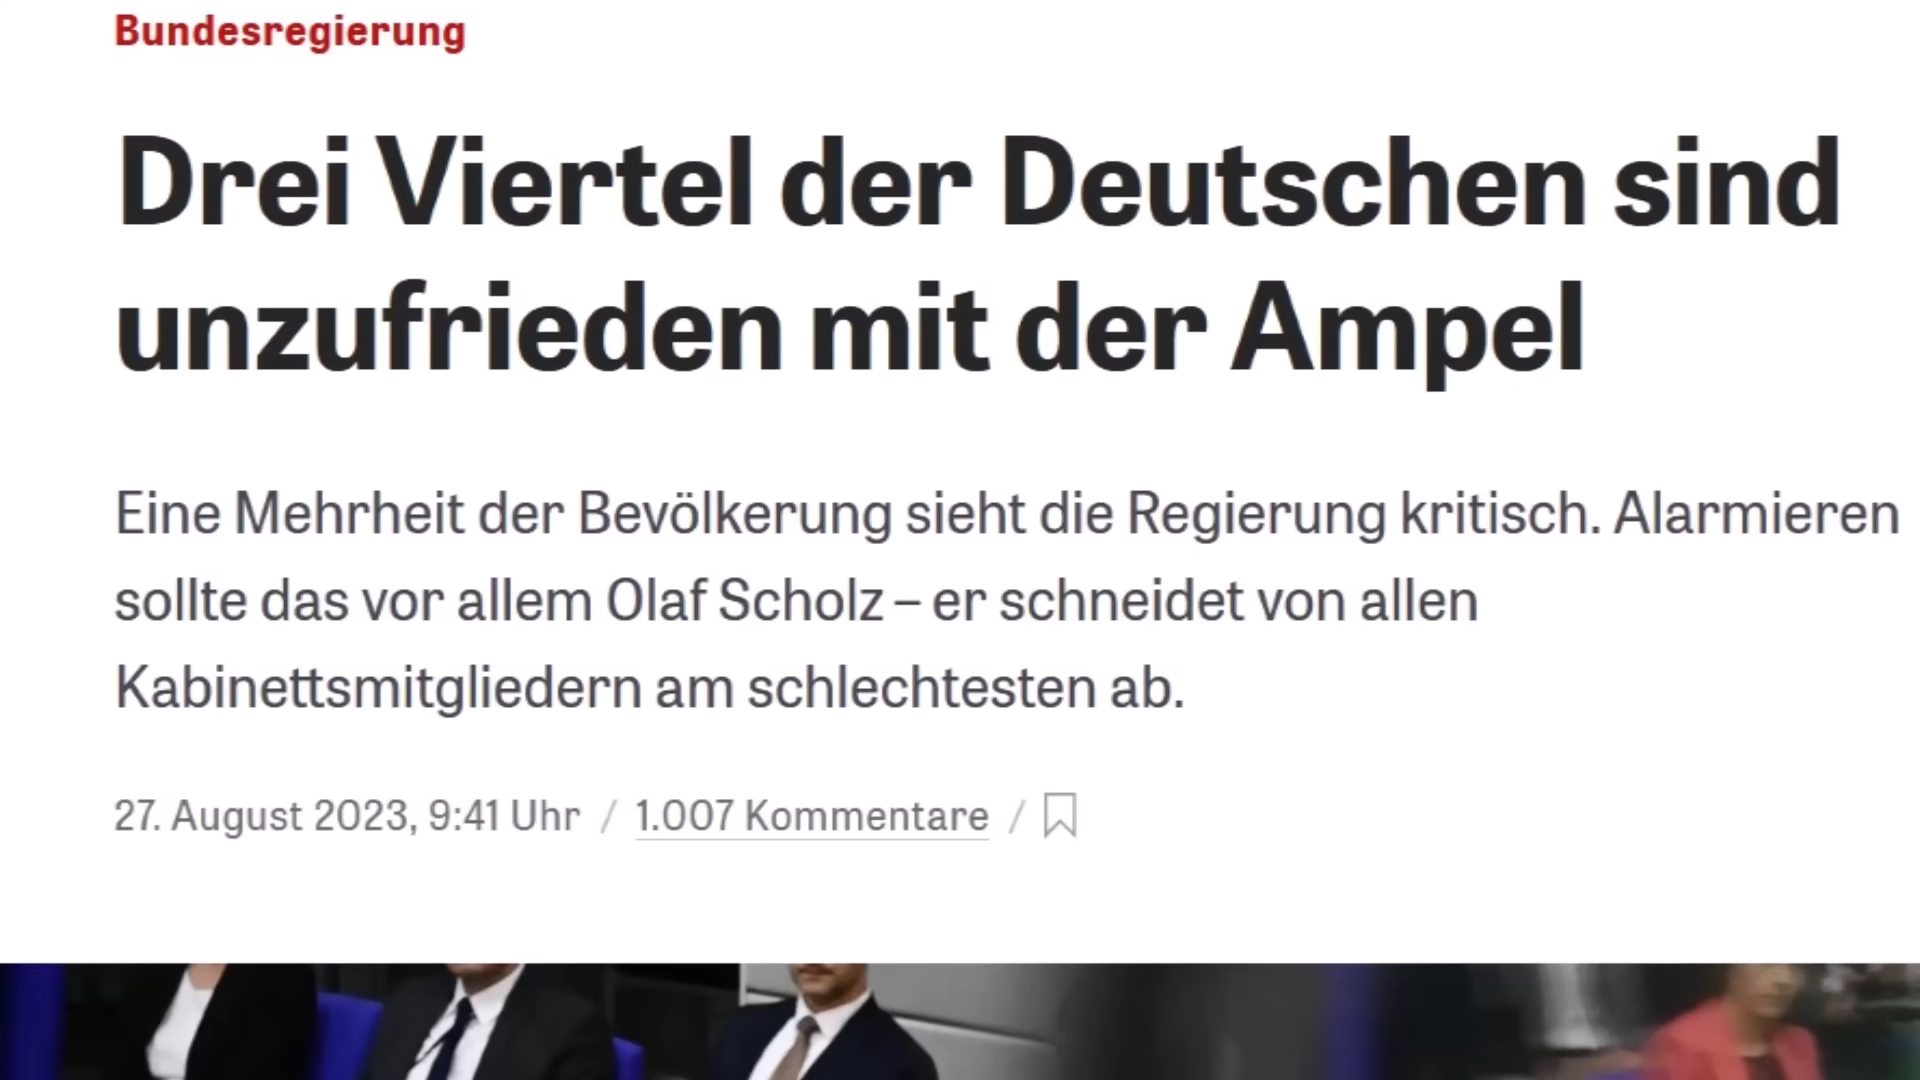 Bundesregierung
Drei Viertel der Deutschen sind
unzufrieden mit der Ampel
Eine Mehrheit der Bevölkerung sieht die Regierung kritisch. Alarmieren
sollte das vor allem Olaf Scholz – er schneidet von allen
Kabinettsmitgliedern am schlechtesten ab.
27. August 2023, 9:41 Uhr / 1.007 Kommentare /